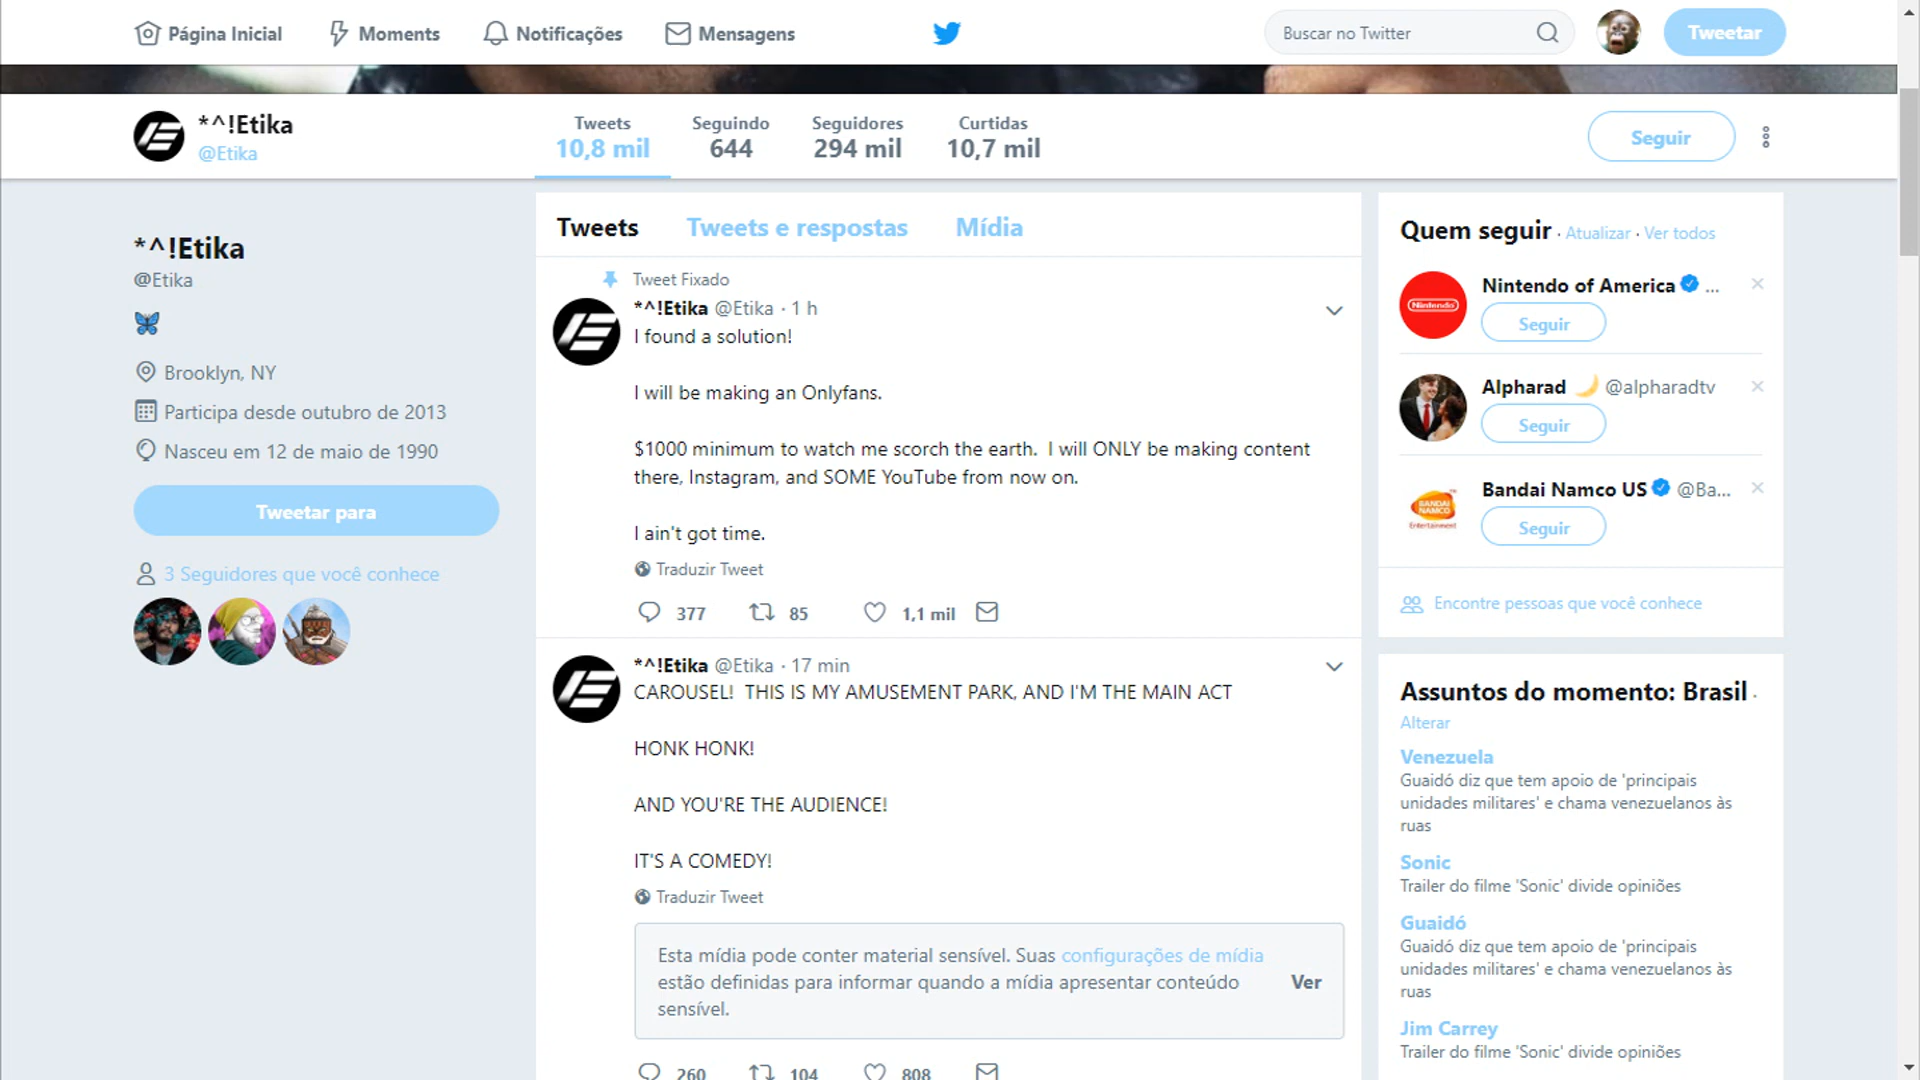 Página Inicial
Moments
Notificações
Mensagens
Buscar no Twitter
Tweetar
*^!Etika
@Etika
Tweets
10,8 mil
Seguindo
644
Seguidores
294 mil
Curtidas
10,7 mil
Seguir
*^!Etika
@Etika
Brooklyn, NY
Participa desde outubro de 2013
Nasceu em 12 de maio de 1990
Tweetar para
3 Seguidores que você conhece
Tweets
Tweets e respostas
Mídia
Tweet Fixado
*^!Etika @Etika · 1 h
I found a solution!
I will be making an Onlyfans.
$1000 minimum to watch me scorch the earth.  I will ONLY be making content
there, Instagram, and SOME YouTube from now on.
I ain't got time.
Traduzir Tweet
377
85
1,1 mil
*^!Etika @Etika · 17 min
CAROUSEL!  THIS IS MY AMUSEMENT PARK, AND I'M THE MAIN ACT
HONK HONK!
AND YOU'RE THE AUDIENCE!
IT'S A COMEDY!
Traduzir Tweet
Esta mídia pode conter material sensível. Suas configurações de mídia
estão definidas para informar quando a mídia apresentar conteúdo
sensível.
Ver
260
104
808
Quem seguir · Atualizar · Ver todos
Nintendo
Nintendo of America ...
Seguir
Alpharad 🌙 @alpharadtv
Seguir
BANDAI
NAMCO
Entertainment
Bandai Namco US @Ba...
Seguir
Encontre pessoas que você conhece
Assuntos do momento: Brasil ·
Alterar
Venezuela
Guaidó diz que tem apoio de 'principais
unidades militares' e chama venezuelanos às
ruas
Sonic
Trailer do filme 'Sonic' divide opiniões
Guaidó
Guaidó diz que tem apoio de 'principais
unidades militares' e chama venezuelanos às
ruas
Jim Carrey
Trailer do filme 'Sonic' divide opiniões